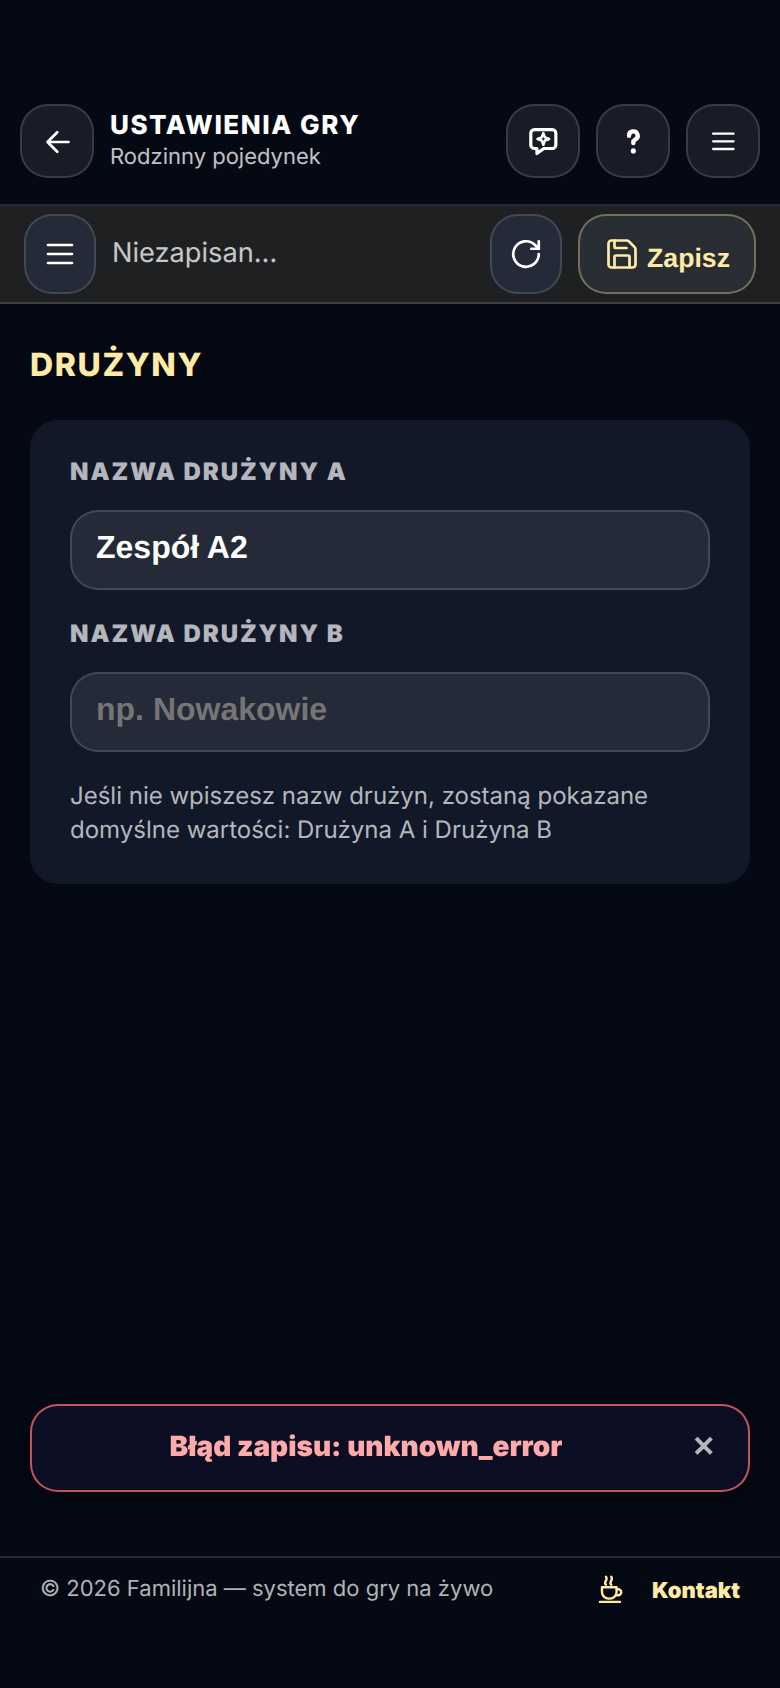 USTAWIENIA GRY
Rodzinny pojedynek
?
Niezapisan...
Zapisz
DRUŻYNY
NAZWA DRUŻYNY A
Zespół A2
NAZWA DRUŻYNY B
np. Nowakowie
Jeśli nie wpiszesz nazw drużyn, zostaną pokazane
domyślne wartości: Drużyna A i Drużyna B
Błąd zapisu: unknown_error ×
© 2026 Familijna — system do gry na żywo
Kontakt